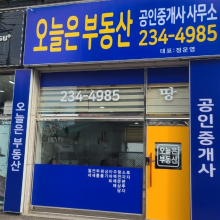 오늘은 부동산
공인중개사 사무소
234-4985
대표:정운영
234-4985
땅
오늘은 부동산
오늘은
부동산
공인중개사